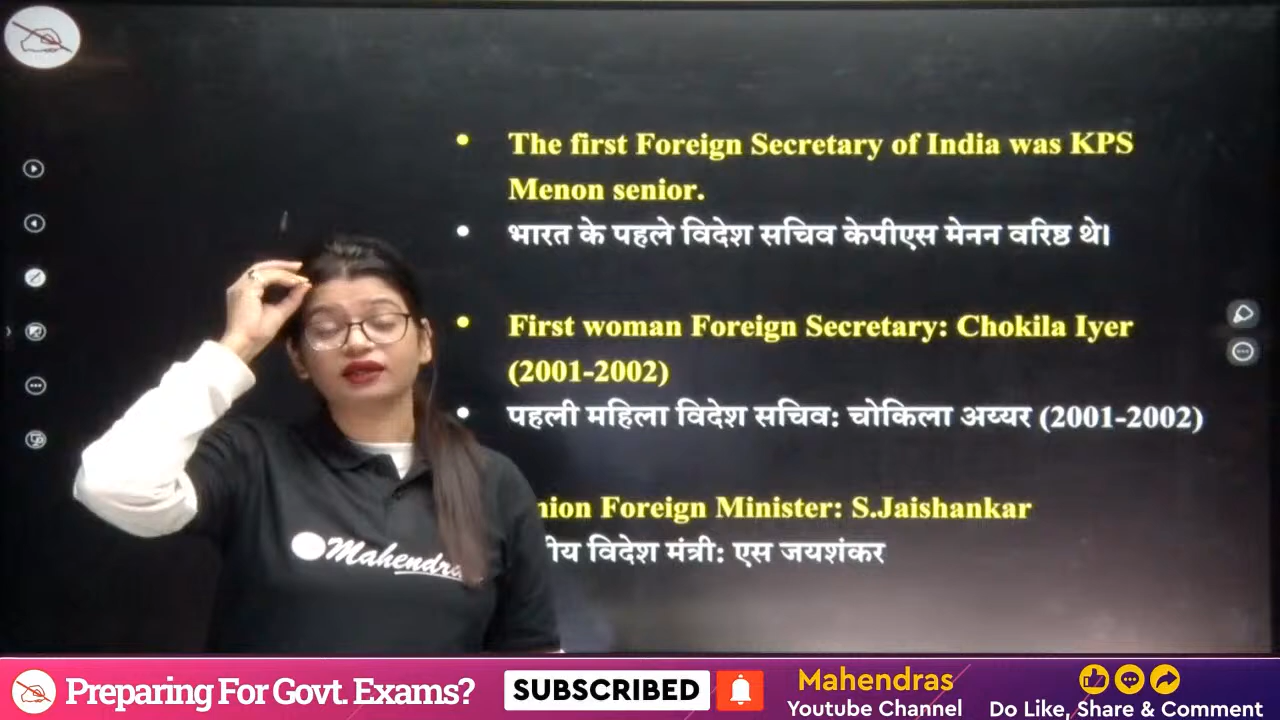 The first Foreign Secretary of India was KPS
Menon senior.
भारत के पहले विदेश सचिव केपीएस मेनन वरिष्ठ थे।
First woman Foreign Secretary: Chokila Iyer
(2001-2002)
पहली महिला विदेश सचिव: चोकिला अय्यर (2001-2002)
Foreign Minister: S.Jaishankar
विदेश मंत्री: एस जयशंकर
Mahendra
Preparing For Govt. Exams?
SUBSCRIBED
Mahendras
Youtube Channel
Do Like, Share & Comment